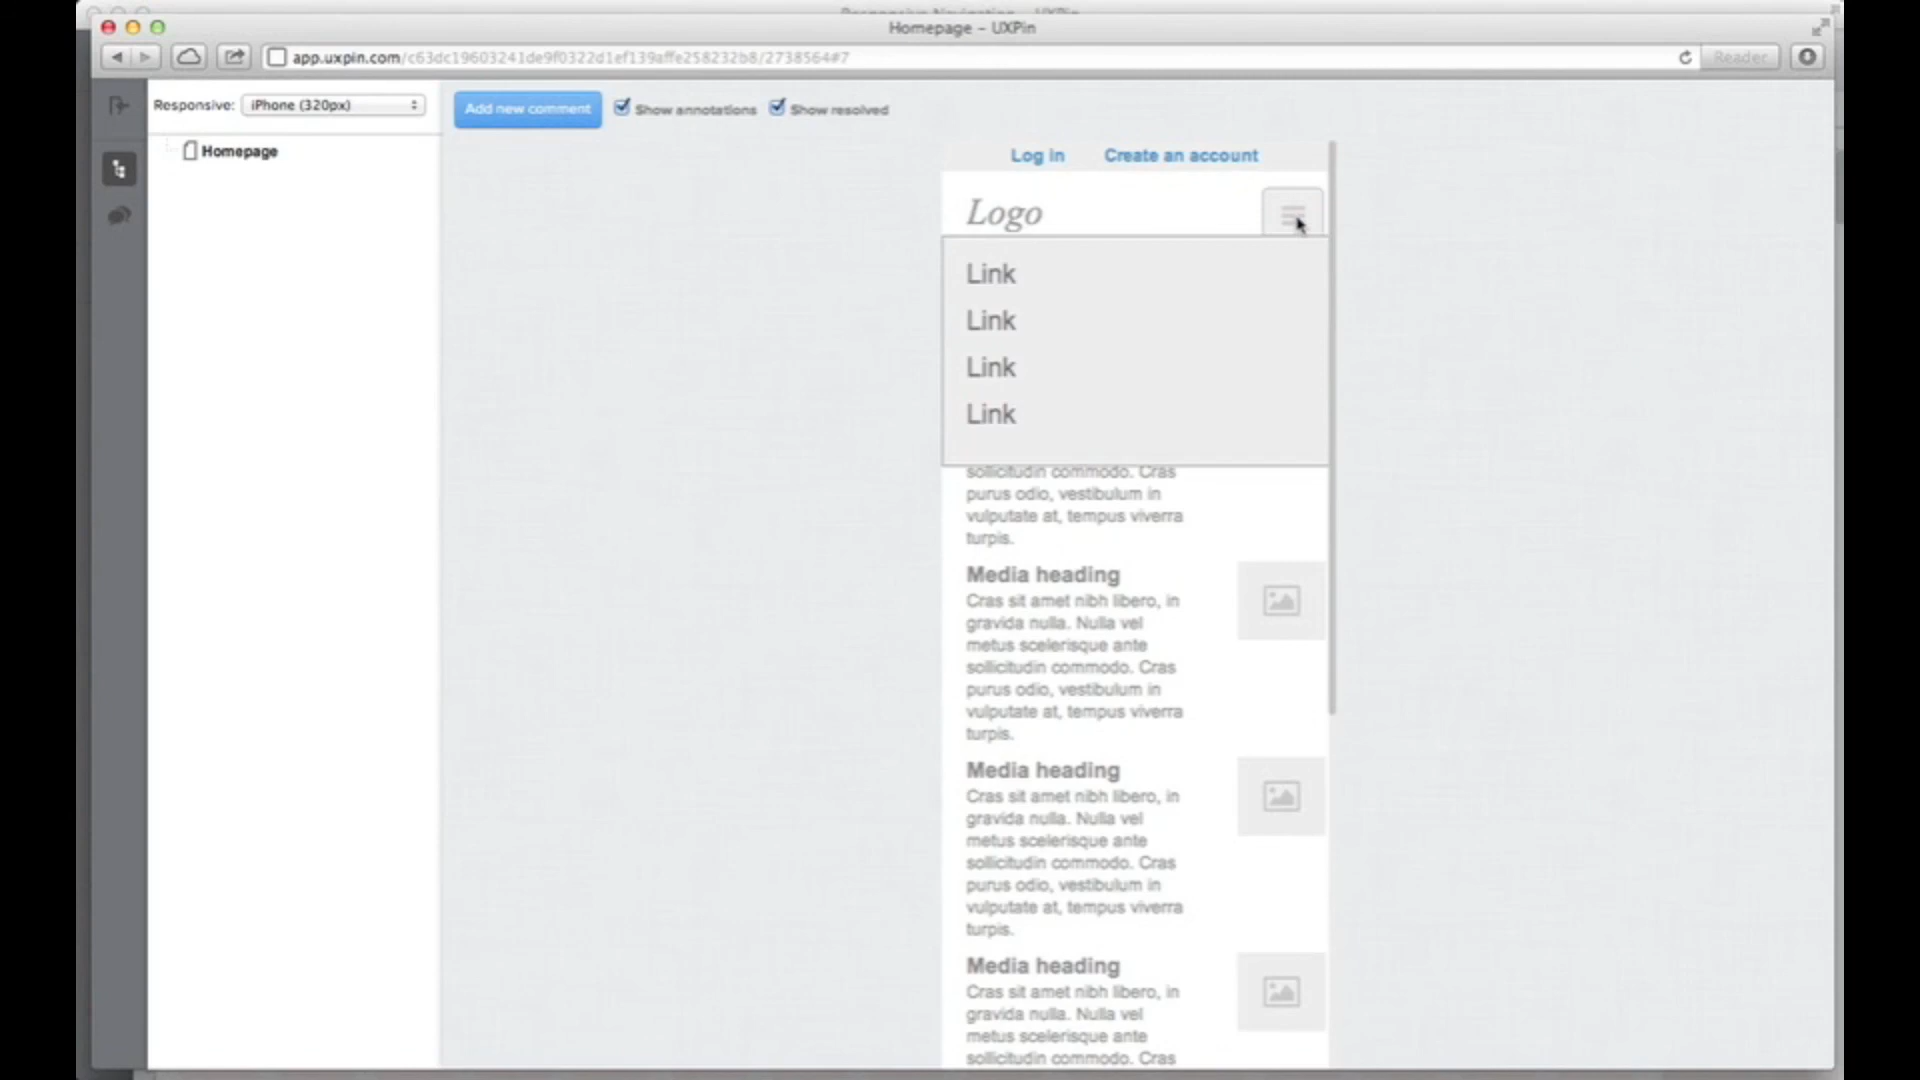 Responsive Navigation - UXPin
Homepage – UXPin
app.uxpin.com/c63dc19603241de9f0322d1ef139affe258232b8/2738564#7
Reader
Responsive: iPhone (320px)
Add new comment
Show annotations
Show resolved
Homepage
Log in
Create an account
Logo
Link
Link
Link
Link
sollicitudin commodo. Cras
purus odio, vestibulum in
vulputate at, tempus viverra
turpis.
Media heading
Cras sit amet nibh libero, in
gravida nulla. Nulla vel
metus scelerisque ante
sollicitudin commodo. Cras
purus odio, vestibulum in
vulputate at, tempus viverra
turpis.
Media heading
Cras sit amet nibh libero, in
gravida nulla. Nulla vel
metus scelerisque ante
sollicitudin commodo. Cras
purus odio, vestibulum in
vulputate at, tempus viverra
turpis.
Media heading
Cras sit amet nibh libero, in
gravida nulla. Nulla vel
metus scelerisque ante
sollicitudin commodo. Cras